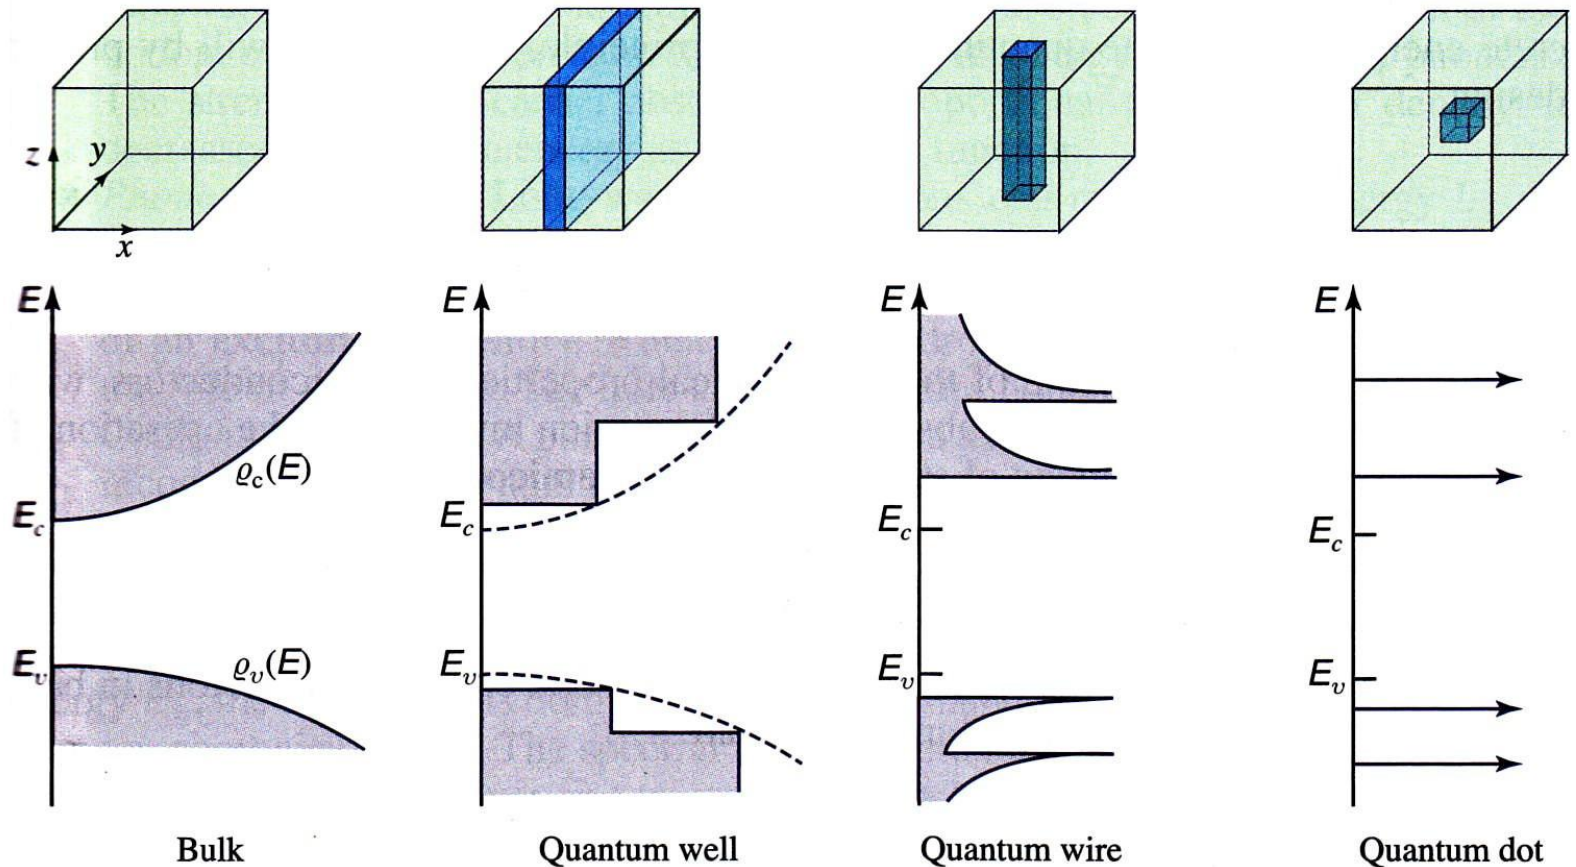 z
y
x
E
E
E
E
ϱc(E)
Ec
Ec
Ec
Ec
ϱv(E)
Ev
Ev
Ev
Ev
Bulk
Quantum well
Quantum wire
Quantum dot